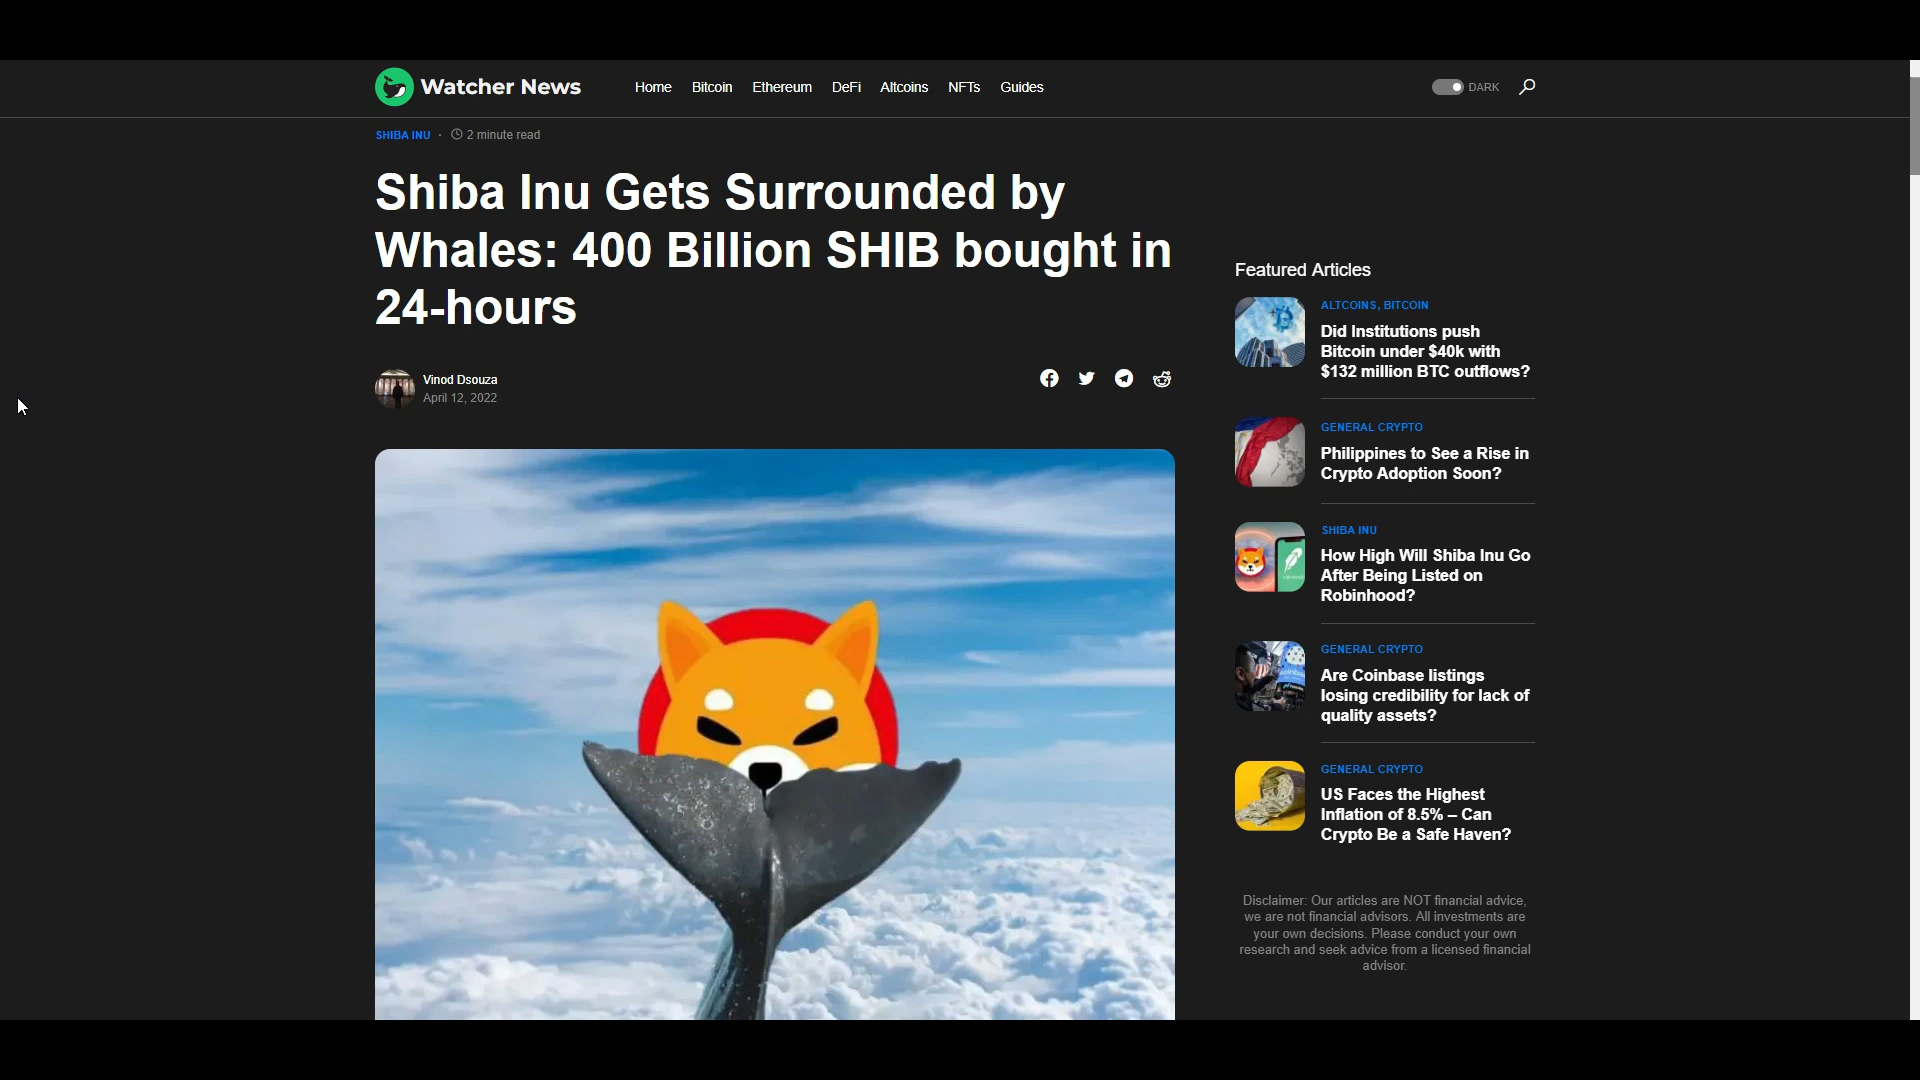 Watcher News
Home Bitcoin Ethereum DeFi Altcoins NFTs Guides
DARK
SHIBA INU · 2 minute read
Shiba Inu Gets Surrounded by
Whales: 400 Billion SHIB bought in
24-hours
Vinod Dsouza
April 12, 2022
Featured Articles
ALTCOINS, BITCOIN
Did Institutions push
Bitcoin under $40k with
$132 million BTC outflows?
GENERAL CRYPTO
Philippines to See a Rise in
Crypto Adoption Soon?
SHIBA INU
How High Will Shiba Inu Go
After Being Listed on
Robinhood?
GENERAL CRYPTO
Are Coinbase listings
losing credibility for lack of
quality assets?
GENERAL CRYPTO
US Faces the Highest
Inflation of 8.5% – Can
Crypto Be a Safe Haven?
Disclaimer: Our articles are NOT financial advice,
we are not financial advisors. All investments are
your own decisions. Please conduct your own
research and seek advice from a licensed financial
advisor.